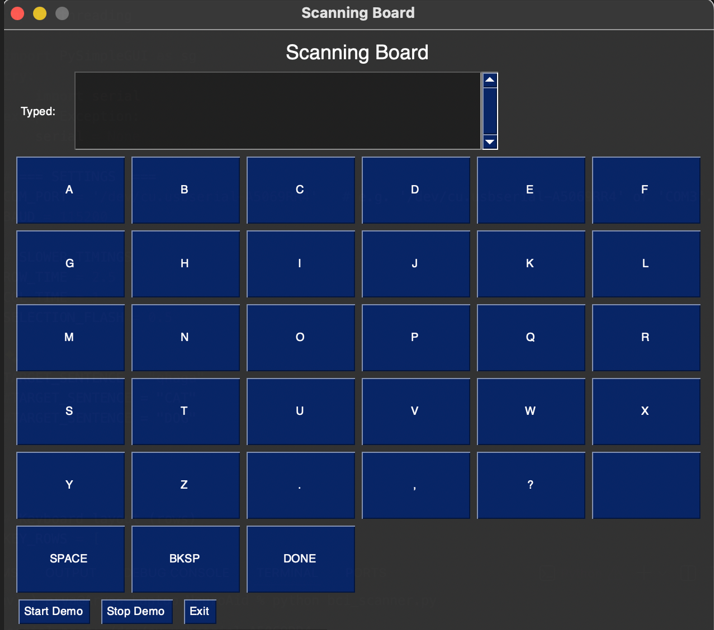 Scanning Board
Scanning Board
Typed:
A B C D E F
G H I J K L
M N O P Q R
S T U V W X
Y Z . , ?
SPACE BKSP DONE
Start Demo Stop Demo Exit